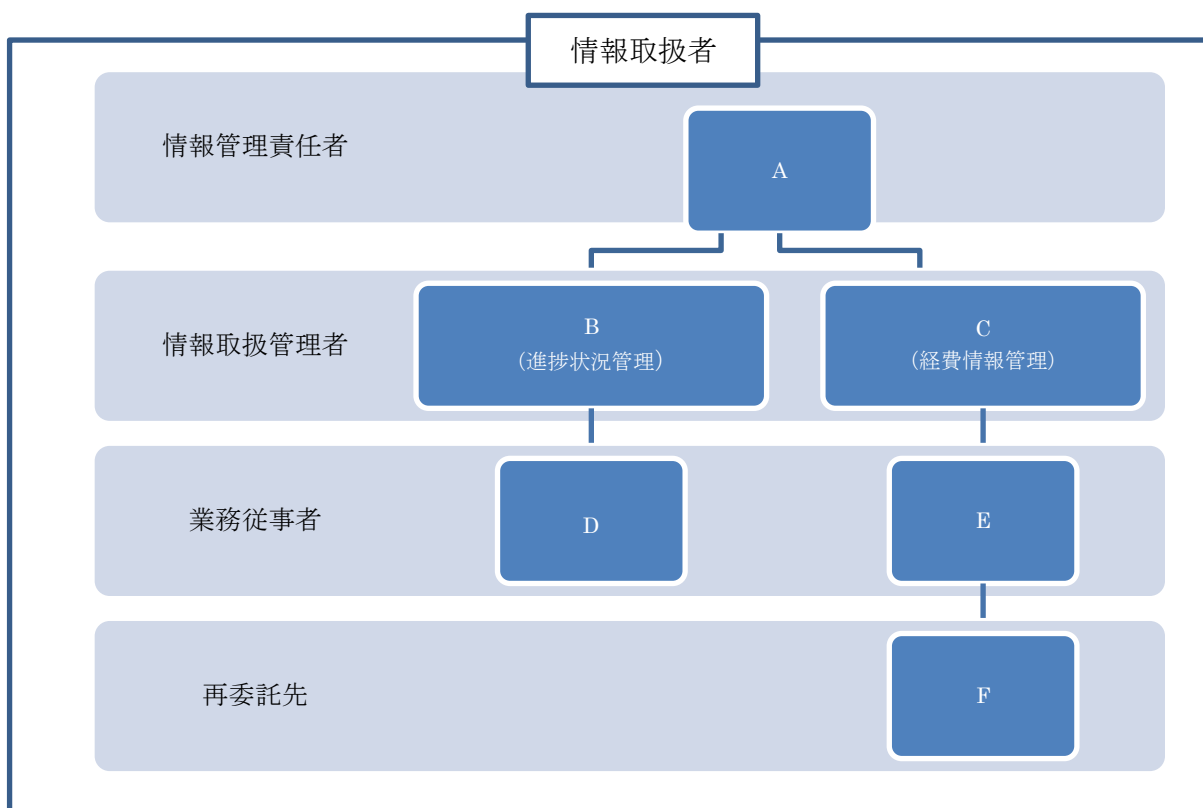 情報取扱者
情報管理責任者
A
情報取扱管理者
B
（進捗状況管理）
C
（経費情報管理）
業務従事者
D
E
再委託先
F